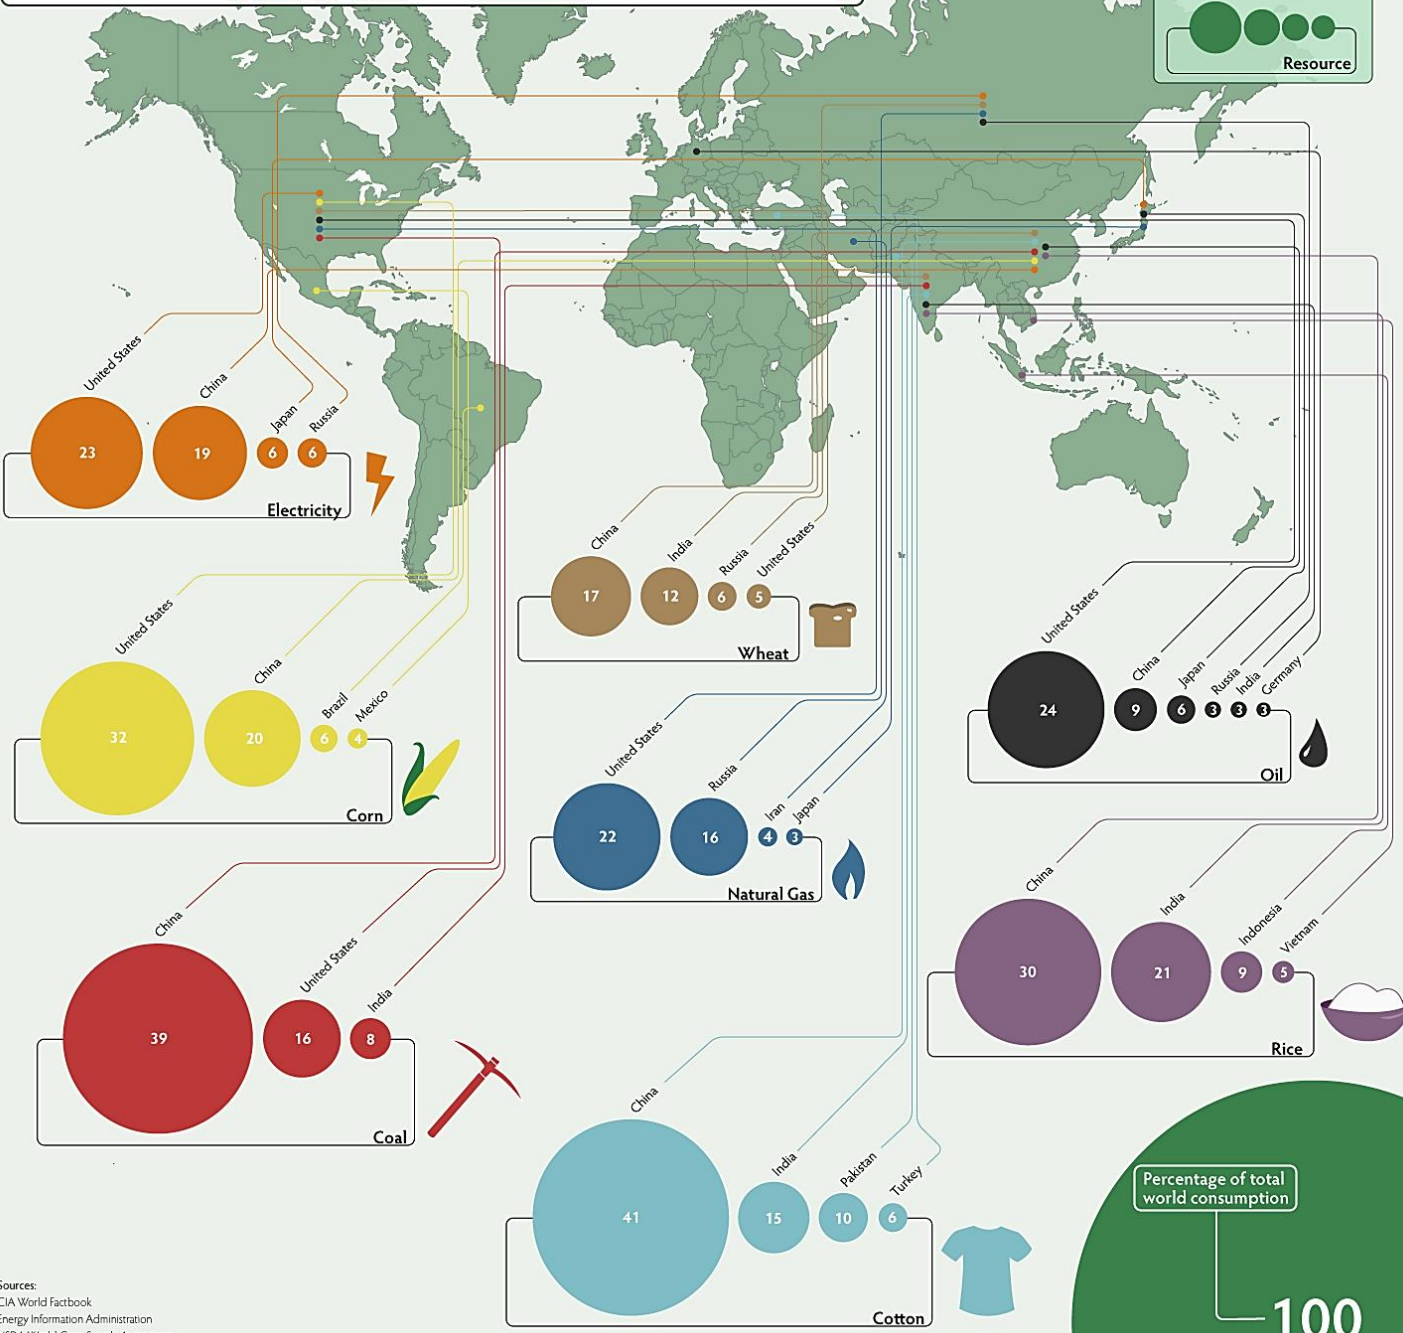 Resource
United States
China
Japan
Russia
23
19
6
6
Electricity
China
India
Russia
United States
17
12
6
5
Wheat
United States
China
Brazil
Mexico
32
20
6
4
Corn
United States
China
Japan
Russia
India
Germany
24
9
6
3
3
3
Oil
United States
Russia
Iran
Japan
22
16
4
3
Natural Gas
China
United States
India
39
16
8
Coal
China
India
Indonesia
Vietnam
30
21
9
5
Rice
China
India
Pakistan
Turkey
41
15
10
6
Cotton
Percentage of total
world consumption
100
Sources:
CIA World Factbook
Energy Information Administration